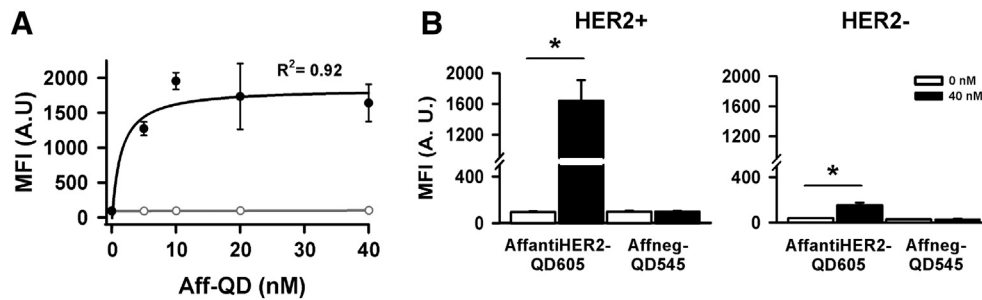 A
R²= 0.92
MFI (A.U)
2000
1500
1000
500
0
0 10 20 30 40
Aff-QD (nM)
B
HER2+
*
MFI (A. U.)
2000
1600
1200
400
0
AffantiHER2-
QD605
Affneg-
QD545
HER2-
0 nM
40 nM
*
2000
1600
1200
400
0
AffantiHER2-
QD605
Affneg-
QD545